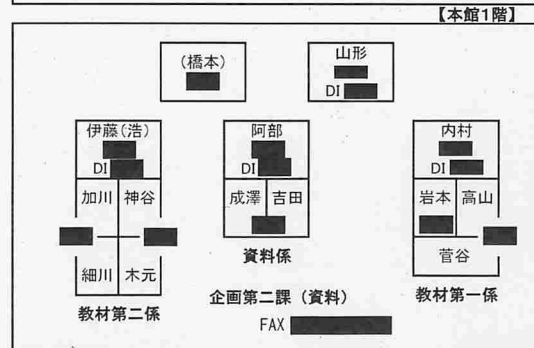 【本館1階】
(橋本)
山形
DI
伊藤(浩)
DI
加川 神谷
細川 木元
教材第二係
阿部
DI
成澤 吉田
資料係
内村
DI
岩本 高山
菅谷
教材第一係
企画第二課(資料)
FAX